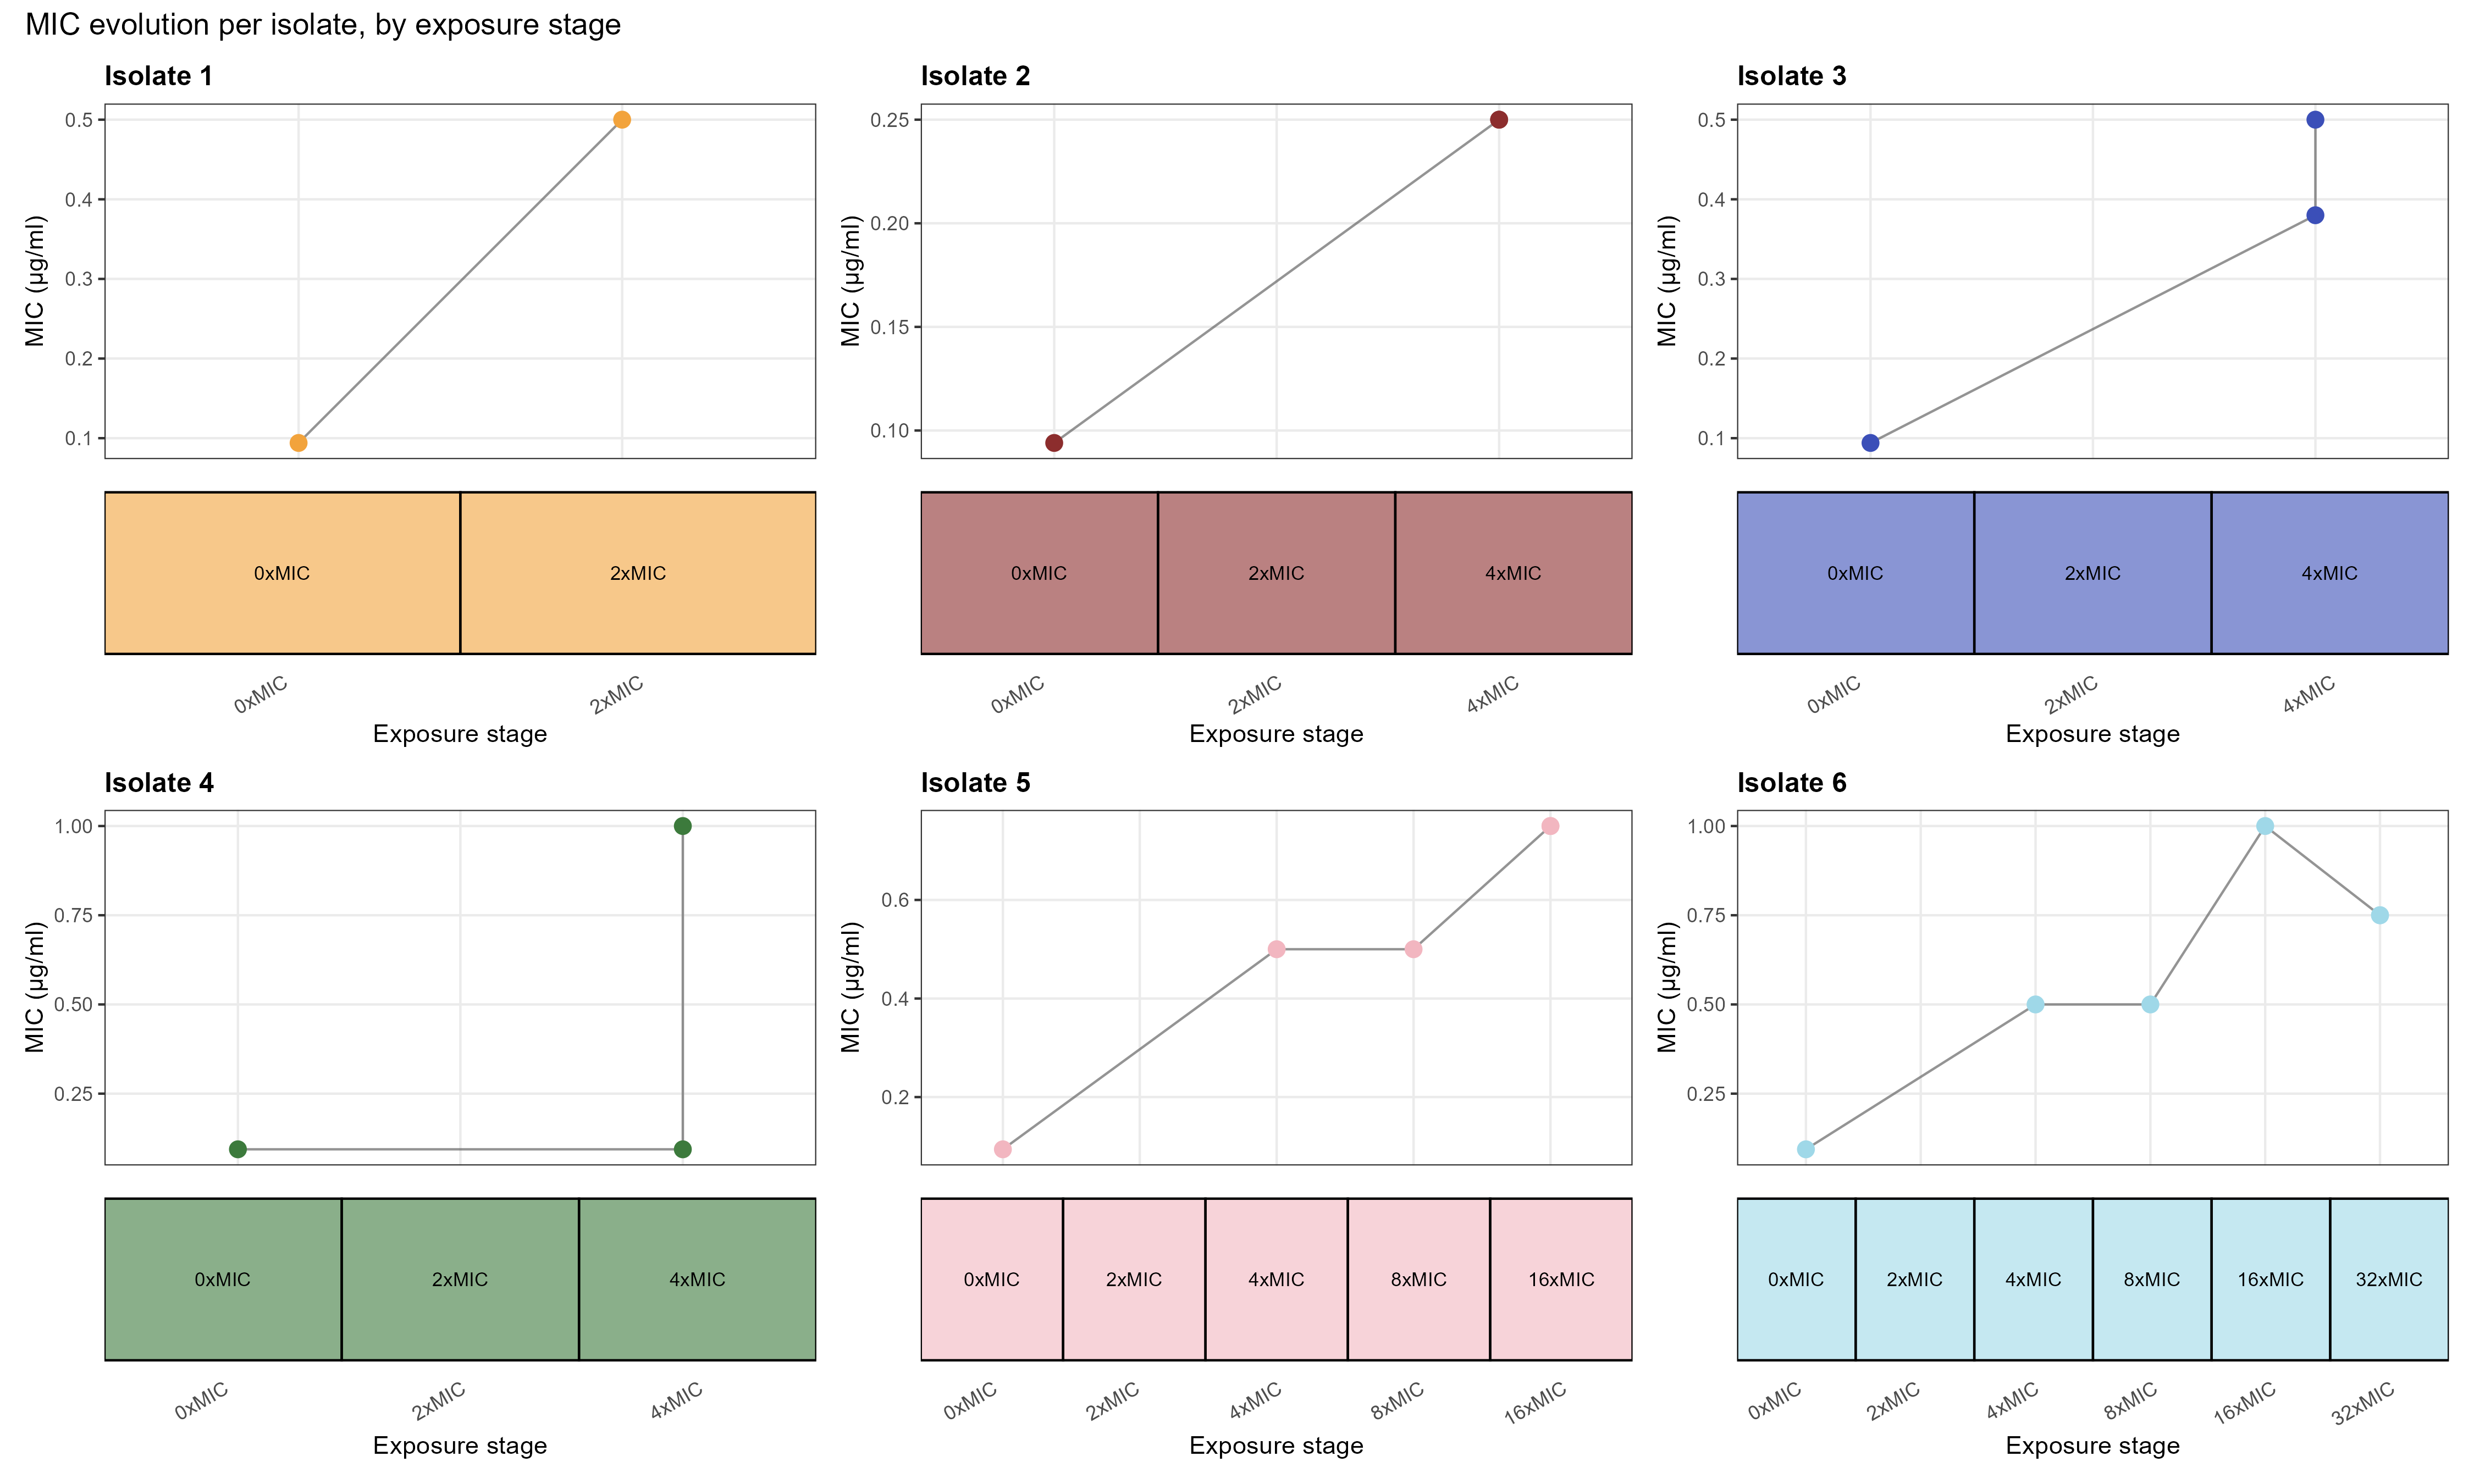 MIC evolution per isolate, by exposure stage
Isolate 1
MIC (µg/ml)
0.5
0.4
0.3
0.2
0.1
0xMIC 2xMIC
0xMIC 2xMIC
Exposure stage
Isolate 2
MIC (µg/ml)
0.25
0.20
0.15
0.10
0xMIC 2xMIC 4xMIC
0xMIC 2xMIC 4xMIC
Exposure stage
Isolate 3
MIC (µg/ml)
0.5
0.4
0.3
0.2
0.1
0xMIC 2xMIC 4xMIC
0xMIC 2xMIC 4xMIC
Exposure stage
Isolate 4
MIC (µg/ml)
1.00
0.75
0.50
0.25
0xMIC 2xMIC 4xMIC
0xMIC 2xMIC 4xMIC
Exposure stage
Isolate 5
MIC (µg/ml)
0.6
0.4
0.2
0xMIC 2xMIC 4xMIC 8xMIC 16xMIC
0xMIC 2xMIC 4xMIC 8xMIC 16xMIC
Exposure stage
Isolate 6
MIC (µg/ml)
1.00
0.75
0.50
0.25
0xMIC 2xMIC 4xMIC 8xMIC 16xMIC 32xMIC
0xMIC 2xMIC 4xMIC 8xMIC 16xMIC 32xMIC
Exposure stage